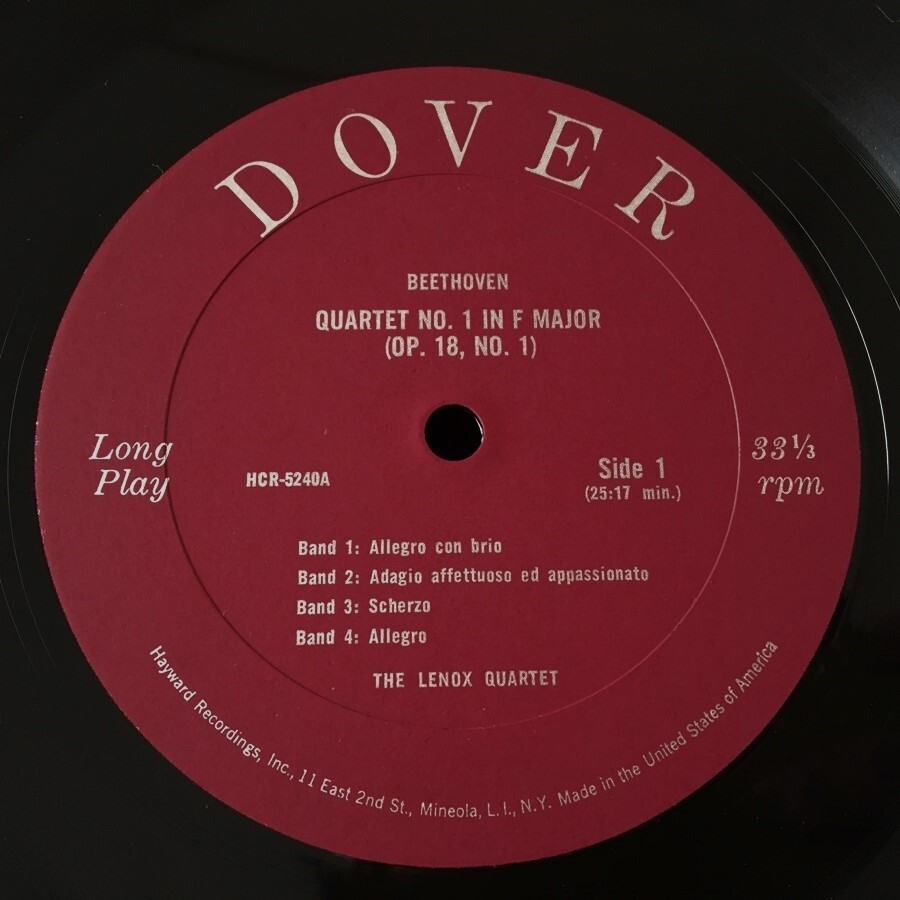 DOVER
BEETHOVEN
QUARTET NO. 1 IN F MAJOR
(OP. 18, NO. 1)
Long
Play
HCR-5240A
Side 1
(25:17 min.)
33⅓
rpm
Band 1: Allegro con brio
Band 2: Adagio affettuoso ed appassionato
Band 3: Scherzo
Band 4: Allegro
THE LENOX QUARTET
Hayward Recordings, Inc., 11 East 2nd St., Mineola, L.I., N.Y. Made in the United States of America